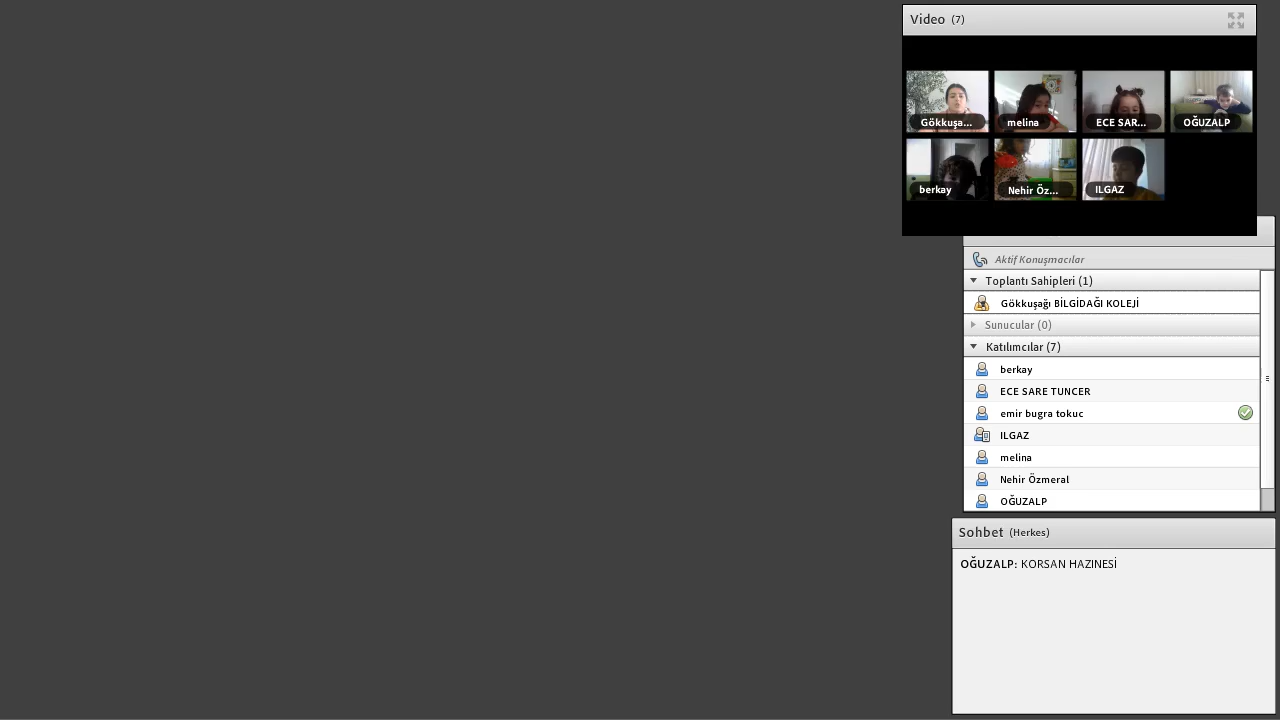 Video (7)
Gökkuşa...
melina
ECE SAR...
OĞUZALP
berkay
Nehir Öz...
ILGAZ
Aktif Konuşmacılar
Toplantı Sahipleri (1)
Gökkuşağı BİLGİDAĞI KOLEJİ
Sunucular (0)
Katılımcılar (7)
berkay
ECE SARE TUNCER
emir bugra tokuc
ILGAZ
melina
Nehir Özmeral
OĞUZALP
Sohbet (Herkes)
OĞUZALP: KORSAN HAZINESİ